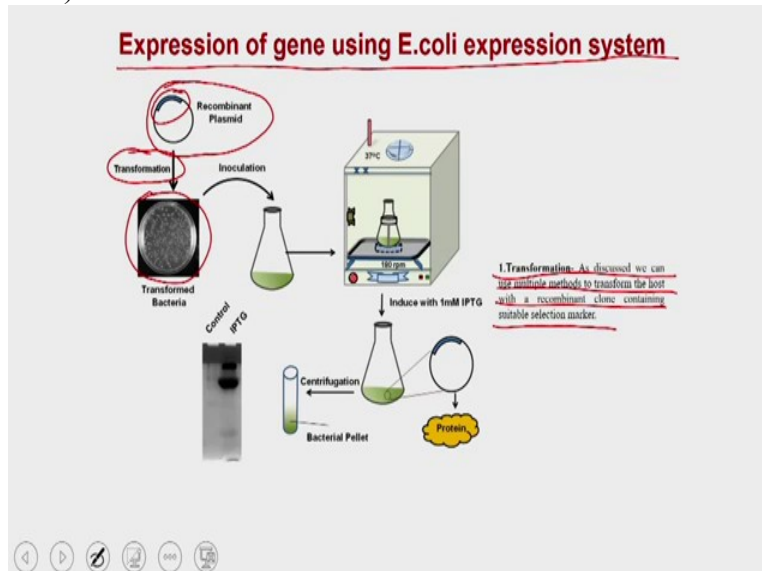 Expression of gene using E.coli expression system
Recombinant
Plasmid
Transformation
Inoculation
37°C
180 rpm
Transformed
Bacteria
1.Transformation- As discussed we can
use multiple methods to transform the host
with a recombinant clone containing
suitable selection marker.
Induce with 1mM IPTG
Control
IPTG
Centrifugation
Bacterial Pellet
Protein